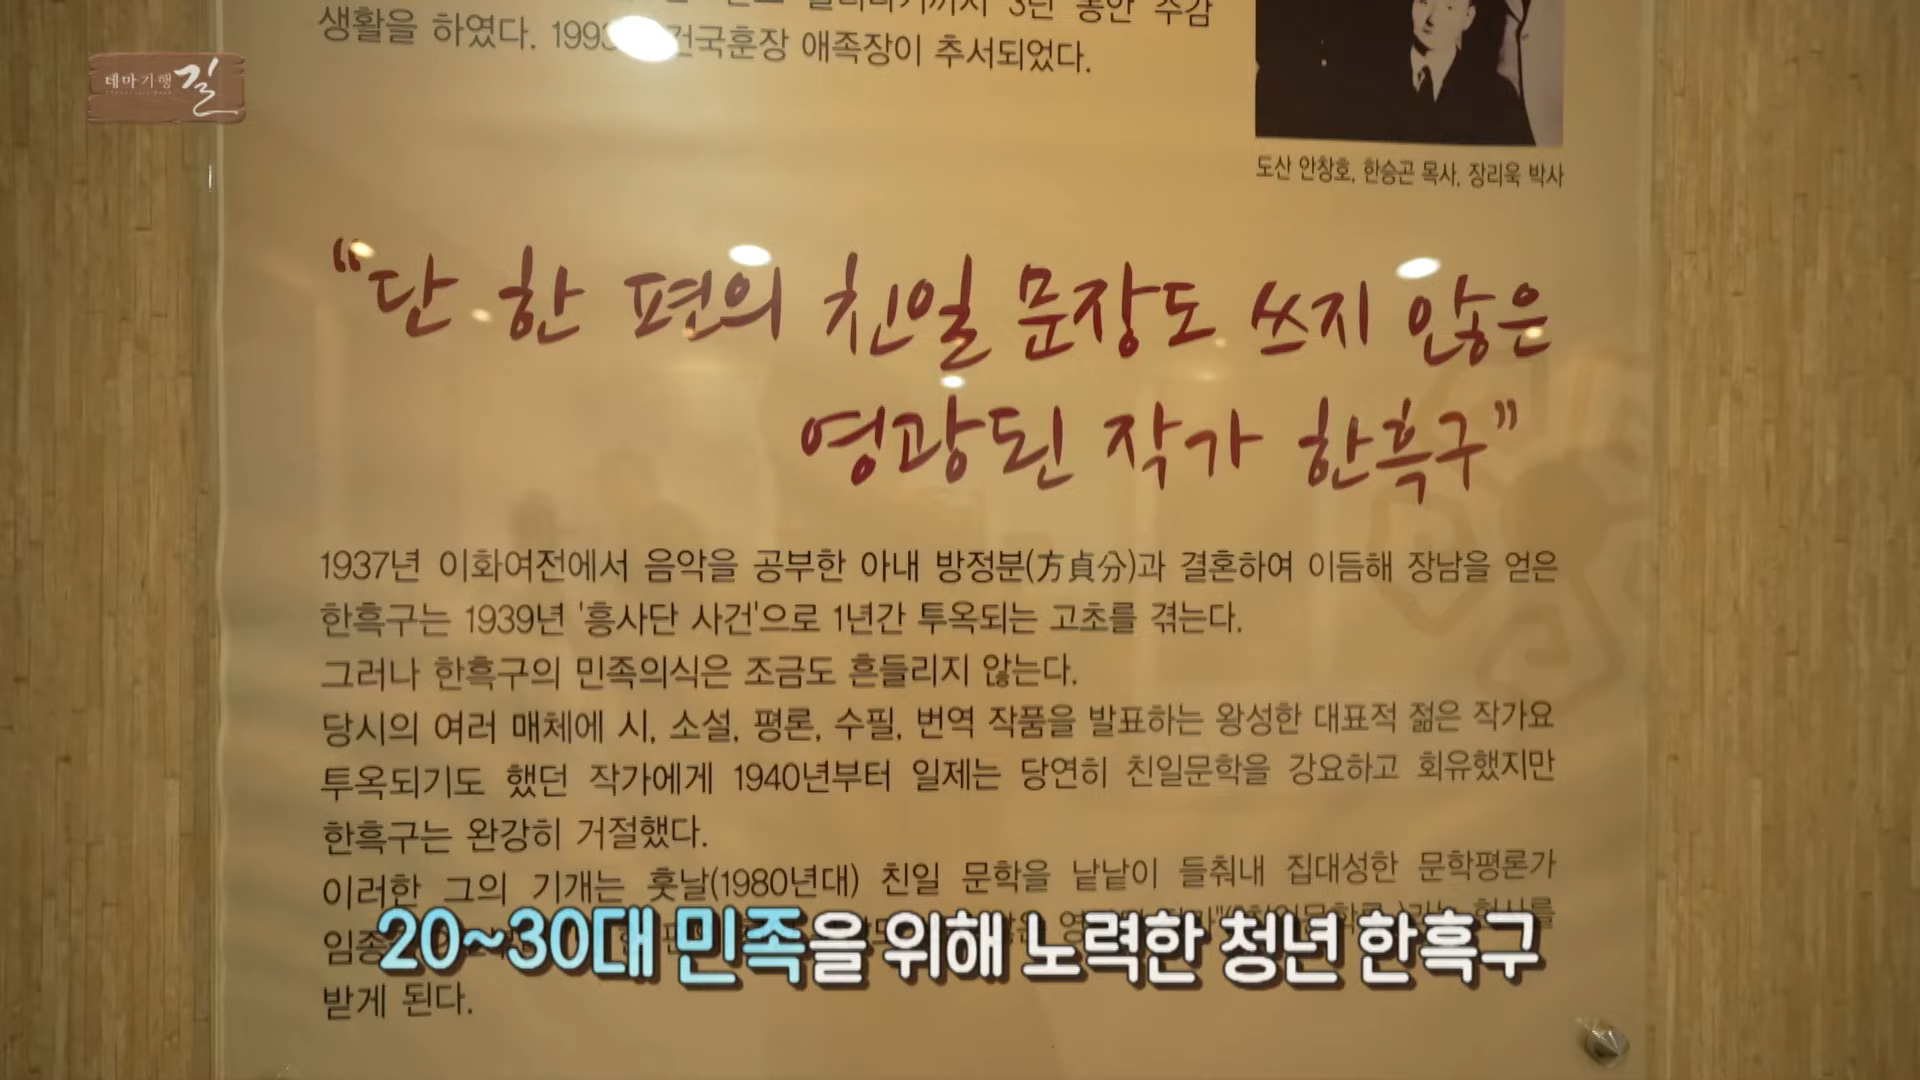 테마기행 길
생활을 하였다. 1993 건국훈장 애족장이 추서되었다.
도산 안창호, 한승곤 목사, 장리욱 박사
“단 한 편의 친일 문장도 쓰지 않은
영광된 작가 한흑구”
1937년 이화여전에서 음악을 공부한 아내 방정분(方貞分)과 결혼하여 이듬해 장남을 얻은
한흑구는 1939년 '흥사단 사건'으로 1년간 투옥되는 고초를 겪는다.
그러나 한흑구의 민족의식은 조금도 흔들리지 않는다.
당시의 여러 매체에 시, 소설, 평론, 수필, 번역 작품을 발표하는 왕성한 대표적 젊은 작가요
투옥되기도 했던 작가에게 1940년부터 일제는 당연히 친일문학을 강요하고 회유했지만
한흑구는 완강히 거절했다.
이러한 그의 기개는 훗날(1980년대) 친일 문학을 낱낱이 들춰내 집대성한 문학평론가
20~30대 민족을 위해 노력한 청년 한흑구
받게 된다.